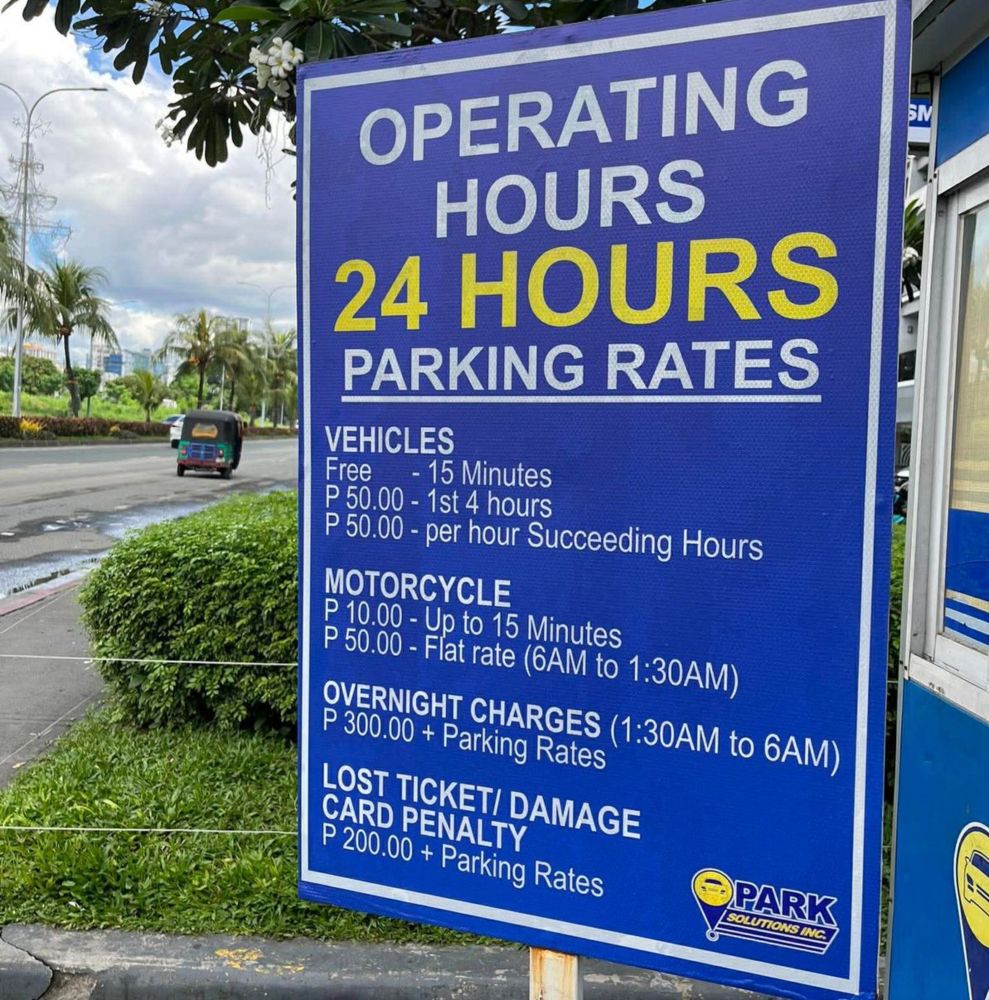 OPERATING
HOURS
24 HOURS
PARKING RATES
VEHICLES
Free - 15 Minutes
P 50.00 - 1st 4 hours
P 50.00 - per hour Succeeding Hours
MOTORCYCLE
P 10.00 - Up to 15 Minutes
P 50.00 - Flat rate (6AM to 1:30AM)
OVERNIGHT CHARGES (1:30AM to 6AM)
P 300.00 + Parking Rates
LOST TICKET/ DAMAGE
CARD PENALTY
P 200.00 + Parking Rates
PARK
SOLUTIONS INC.
SM